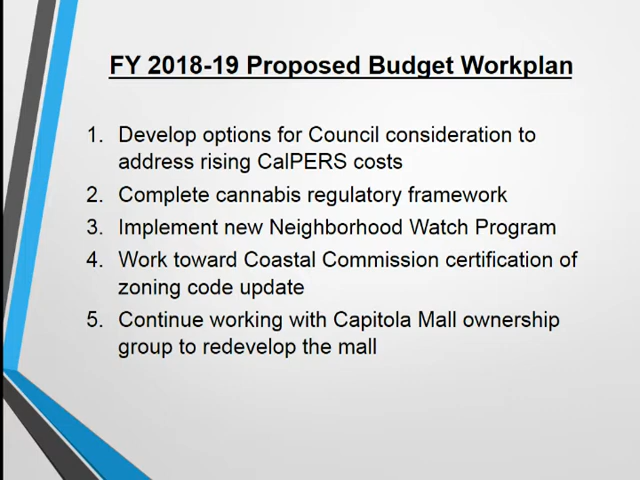 FY 2018-19 Proposed Budget Workplan
1. Develop options for Council consideration to
address rising CalPERS costs
2. Complete cannabis regulatory framework
3. Implement new Neighborhood Watch Program
4. Work toward Coastal Commission certification of
zoning code update
5. Continue working with Capitola Mall ownership
group to redevelop the mall